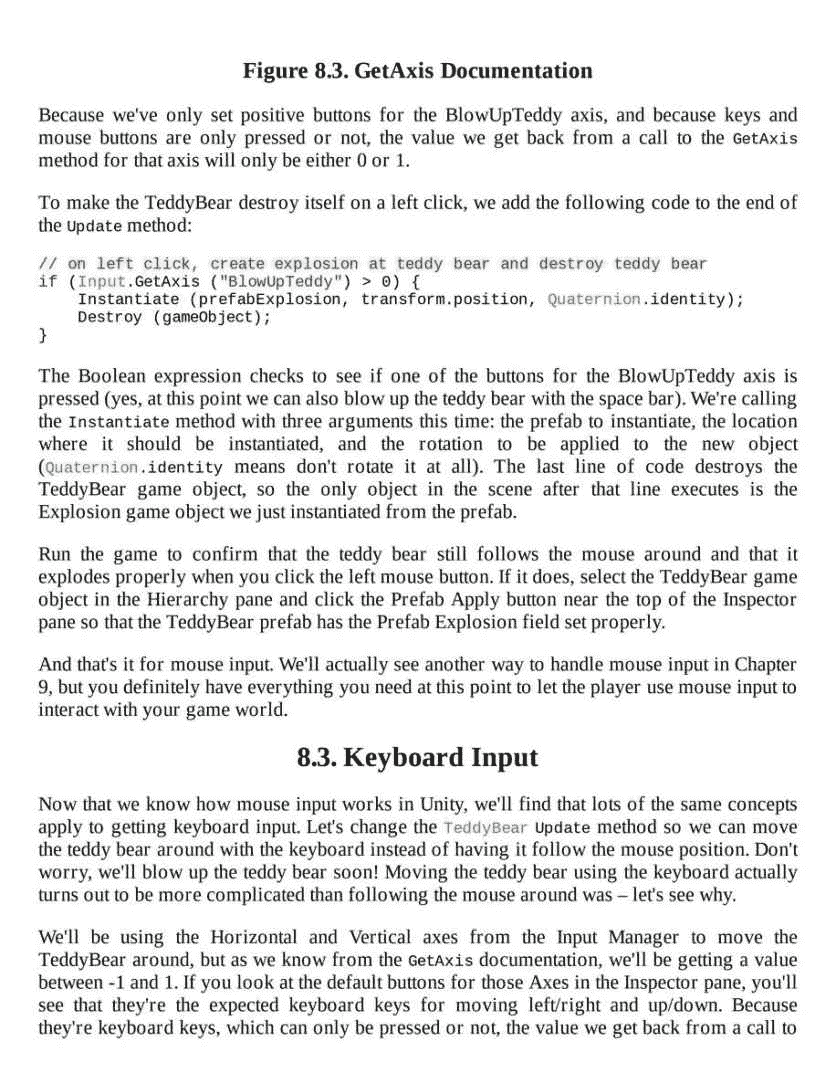 Figure 8.3. GetAxis Documentation
Because we've only set positive buttons for the BlowUpTeddy axis, and because keys and
mouse buttons are only pressed or not, the value we get back from a call to the GetAxis
method for that axis will only be either 0 or 1.
To make the TeddyBear destroy itself on a left click, we add the following code to the end of
the Update method:
// on left click, create explosion at teddy bear and destroy teddy bear
if (Input.GetAxis ("BlowUpTeddy") > 0) {
    Instantiate (prefabExplosion, transform.position, Quaternion.identity);
    Destroy (gameObject);
}
The Boolean expression checks to see if one of the buttons for the BlowUpTeddy axis is
pressed (yes, at this point we can also blow up the teddy bear with the space bar). We're calling
the Instantiate method with three arguments this time: the prefab to instantiate, the location
where it should be instantiated, and the rotation to be applied to the new object
(Quaternion.identity means don't rotate it at all). The last line of code destroys the
TeddyBear game object, so the only object in the scene after that line executes is the
Explosion game object we just instantiated from the prefab.
Run the game to confirm that the teddy bear still follows the mouse around and that it
explodes properly when you click the left mouse button. If it does, select the TeddyBear game
object in the Hierarchy pane and click the Prefab Apply button near the top of the Inspector
pane so that the TeddyBear prefab has the Prefab Explosion field set properly.
And that's it for mouse input. We'll actually see another way to handle mouse input in Chapter
9, but you definitely have everything you need at this point to let the player use mouse input to
interact with your game world.
8.3. Keyboard Input
Now that we know how mouse input works in Unity, we'll find that lots of the same concepts
apply to getting keyboard input. Let's change the TeddyBear Update method so we can move
the teddy bear around with the keyboard instead of having it follow the mouse position. Don't
worry, we'll blow up the teddy bear soon! Moving the teddy bear using the keyboard actually
turns out to be more complicated than following the mouse around was – let's see why.
We'll be using the Horizontal and Vertical axes from the Input Manager to move the
TeddyBear around, but as we know from the GetAxis documentation, we'll be getting a value
between -1 and 1. If you look at the default buttons for those Axes in the Inspector pane, you'll
see that they're the expected keyboard keys for moving left/right and up/down. Because
they're keyboard keys, which can only be pressed or not, the value we get back from a call to